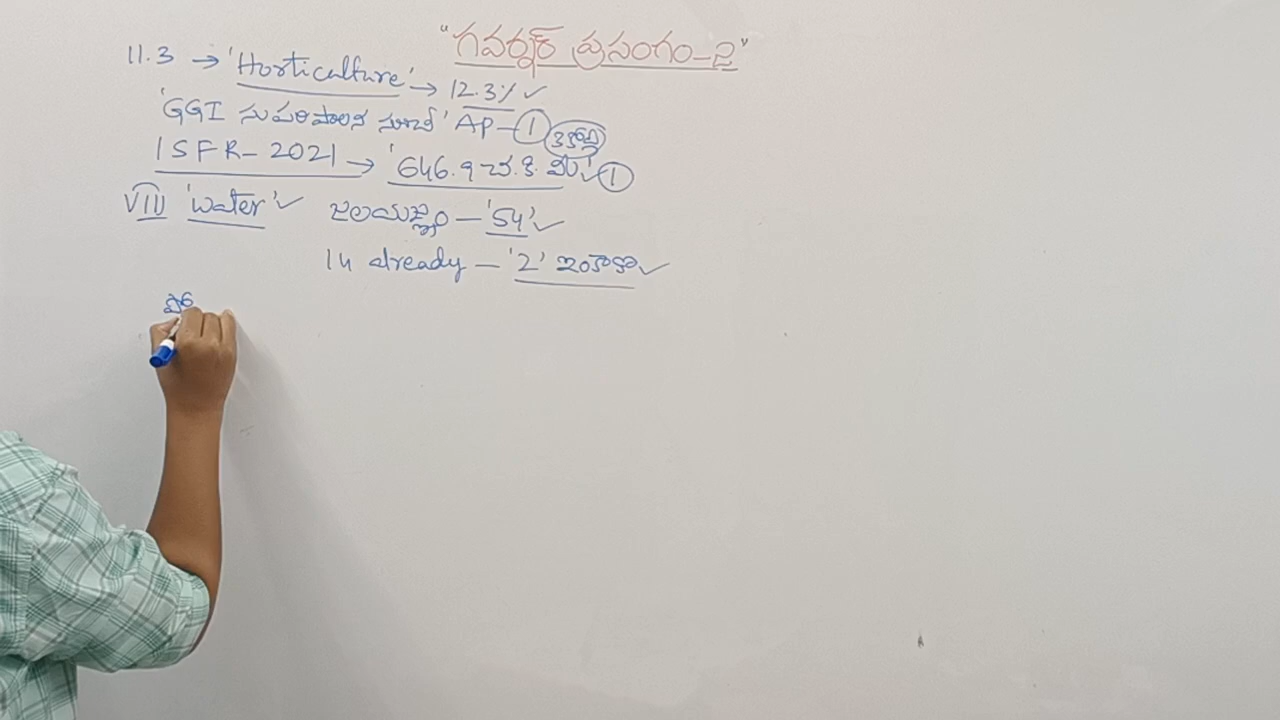 "గవర్నర్ ప్రసంగం-2"
11.3 → 'Horticulture' → 12.3% ✓
'GGI సుపరిపాలన సూచీ' AP - 1
ISFR-2021 → '646.9 చ.కి.మీ' ✓ 1
VIII 'water' ✓ జలయజ్ఞం - '54' ✓
14 already - '2' ఇంకా ✓